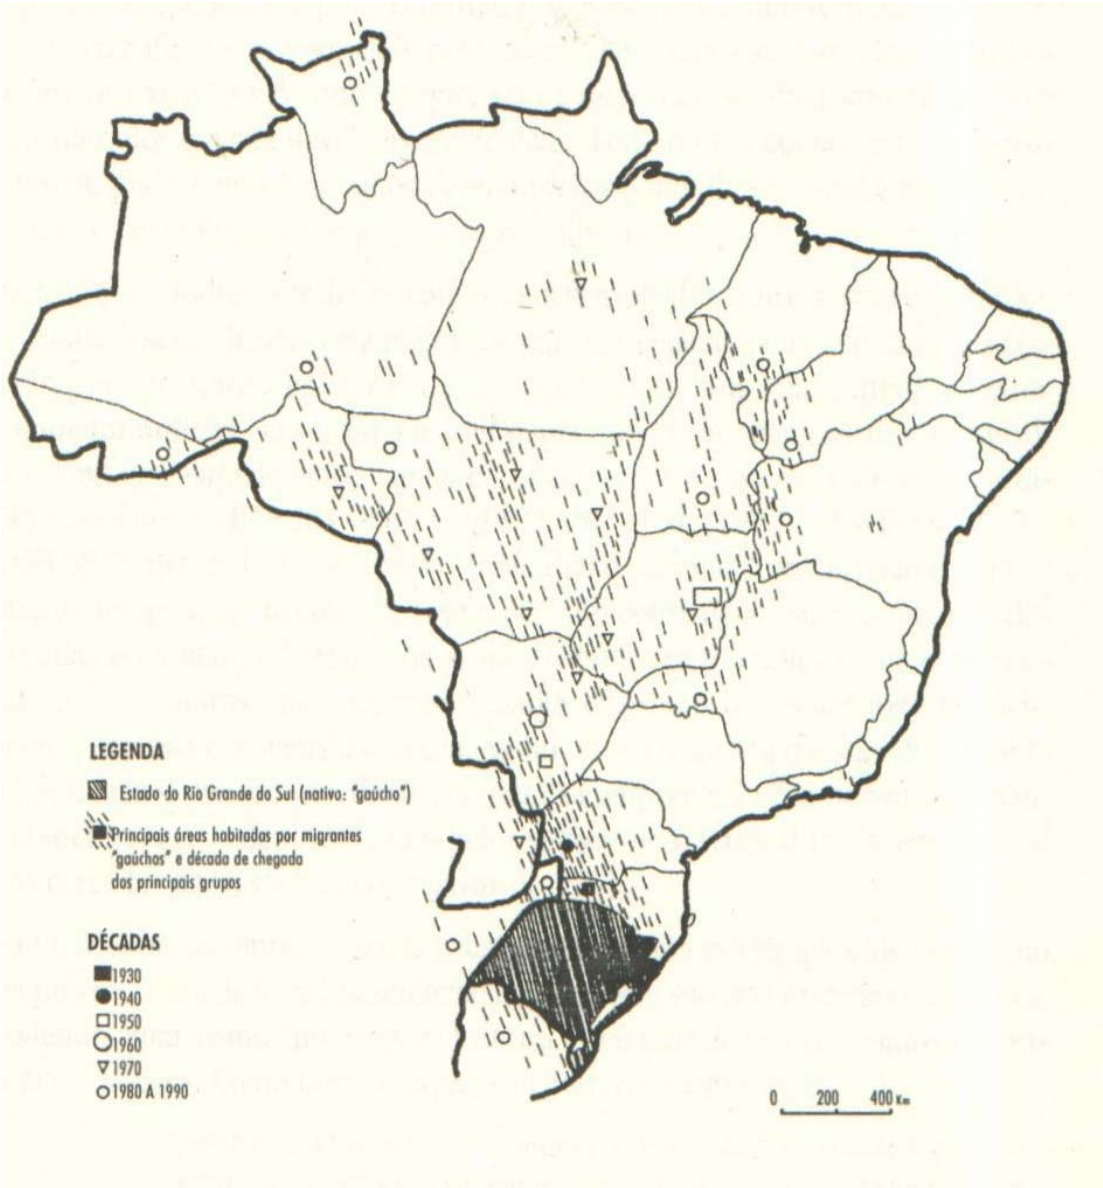 LEGENDA
Estado do Rio Grande do Sul (nativo: "gaúcho")
Principais áreas habitadas por migrantes
"gaúchos" e década de chegada
dos principais grupos
DÉCADAS
1930
1940
1950
1960
1970
1980 A 1990
0 200 400 Km